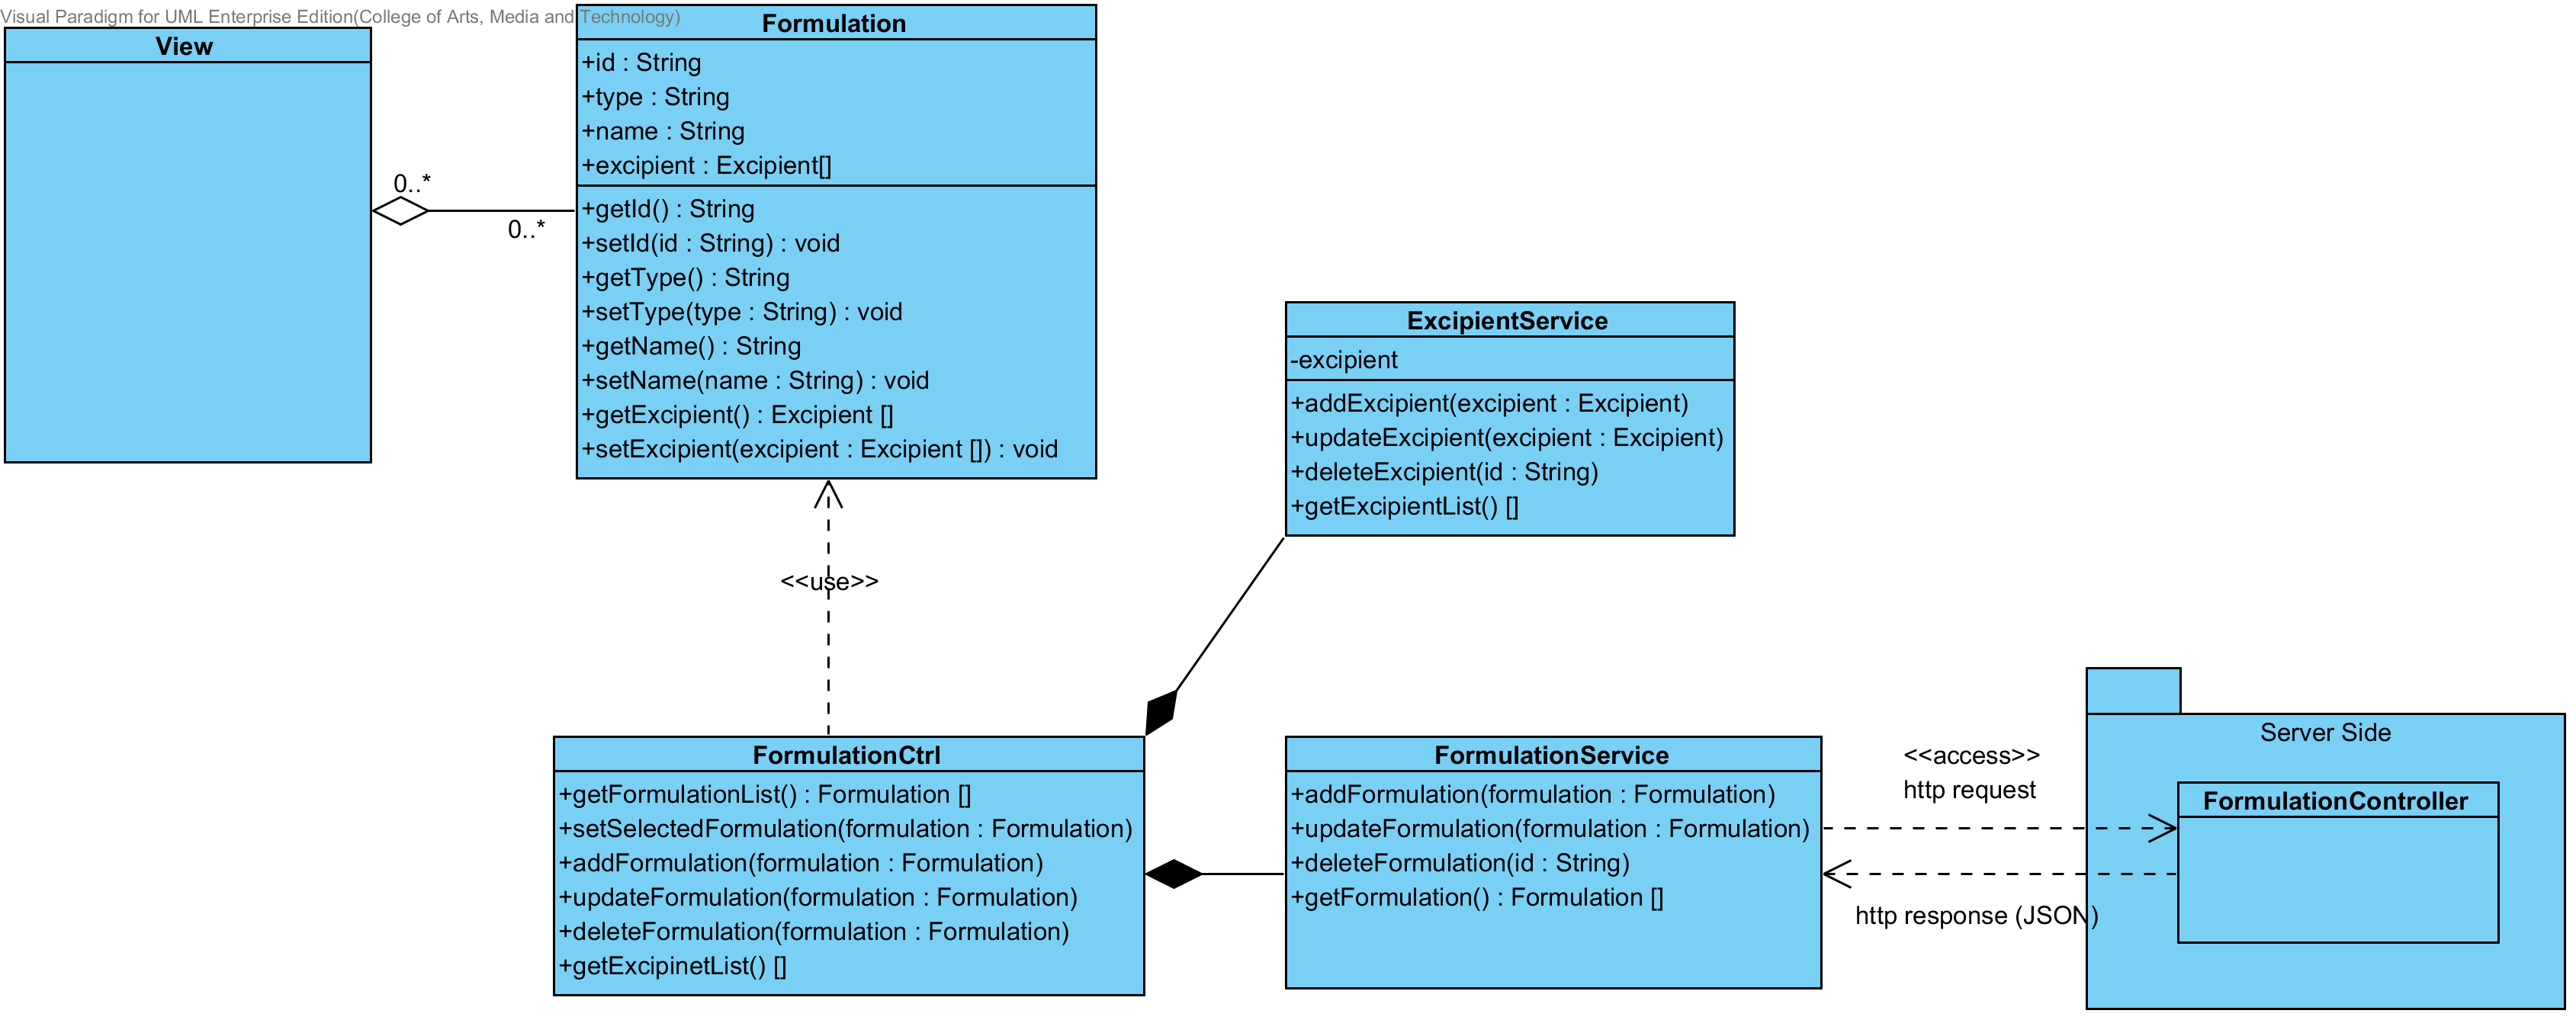 Visual Paradigm for UML Enterprise Edition(College of Arts, Media and Technology)
View
0..*
0..*
Formulation
+id : String
+type : String
+name : String
+excipient : Excipient[]
+getId() : String
+setId(id : String) : void
+getType() : String
+setType(type : String) : void
+getName() : String
+setName(name : String) : void
+getExcipient() : Excipient []
+setExcipient(excipient : Excipient []) : void
<<use>>
ExcipientService
-excipient
+addExcipient(excipient : Excipient)
+updateExcipient(excipient : Excipient)
+deleteExcipient(id : String)
+getExcipientList() []
FormulationCtrl
+getFormulationList() : Formulation []
+setSelectedFormulation(formulation : Formulation)
+addFormulation(formulation : Formulation)
+updateFormulation(formulation : Formulation)
+deleteFormulation(formulation : Formulation)
+getExcipinetList() []
FormulationService
+addFormulation(formulation : Formulation)
+updateFormulation(formulation : Formulation)
+deleteFormulation(id : String)
+getFormulation() : Formulation []
<<access>>
http request
http response (JSON)
Server Side
FormulationController